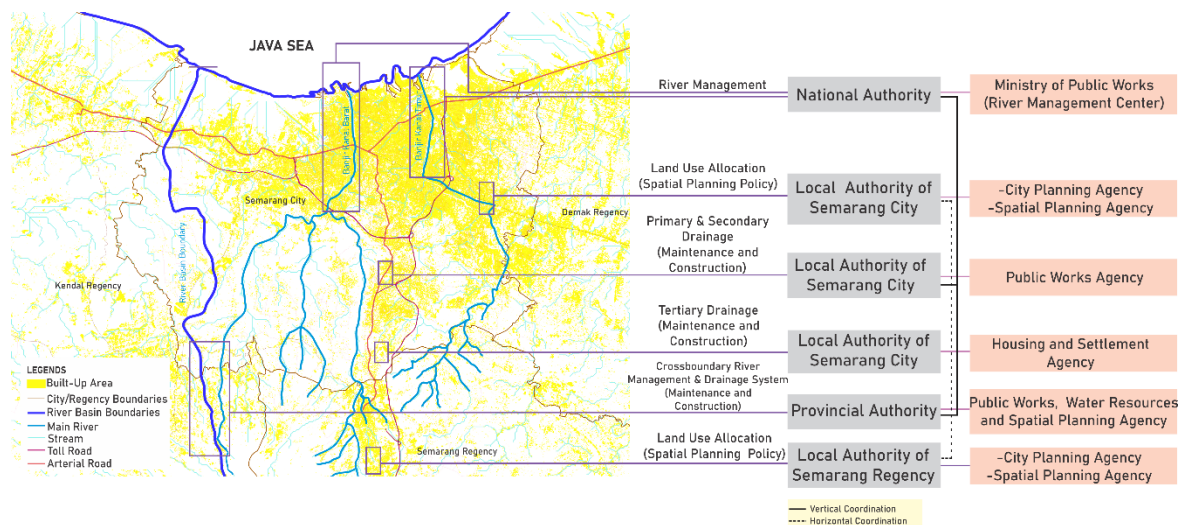 JAVA SEA
Banjir Kanal Barat
Banjir Kanal Timur
Semarang City
Demak Regency
Kendal Regency
River Basin Boundary
Semarang Regency
LEGENDS
Built-Up Area
City/Regency Boundaries
River Basin Boundaries
Main River
Stream
Toll Road
Arterial Road
River Management
National Authority
Ministry of Public Works
(River Management Center)
Land Use Allocation
(Spatial Planning Policy)
Local Authority of
Semarang City
-City Planning Agency
-Spatial Planning Agency
Primary & Secondary
Drainage
(Maintenance and
Construction)
Local Authority of
Semarang City
Public Works Agency
Tertiary Drainage
(Maintenance and
Construction)
Local Authority of
Semarang City
Housing and Settlement
Agency
Crossboundary River
Management & Drainage System
(Maintenance and
Construction)
Provincial Authority
Public Works, Water Resources
and Spatial Planning Agency
Land Use Allocation
(Spatial Planning Policy)
Local Authority of
Semarang Regency
-City Planning Agency
-Spatial Planning Agency
Vertical Coordination
Horizontal Coordination